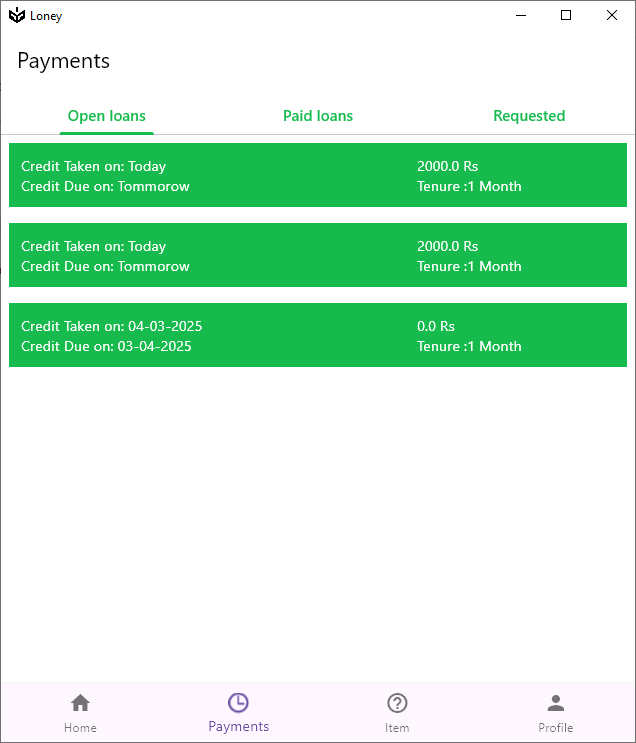 Loney
Payments
Open loans Paid loans Requested
Credit Taken on: Today 2000.0 Rs
Credit Due on: Tommorow Tenure :1 Month
Credit Taken on: Today 2000.0 Rs
Credit Due on: Tommorow Tenure :1 Month
Credit Taken on: 04-03-2025 0.0 Rs
Credit Due on: 03-04-2025 Tenure :1 Month
Home Payments Item Profile